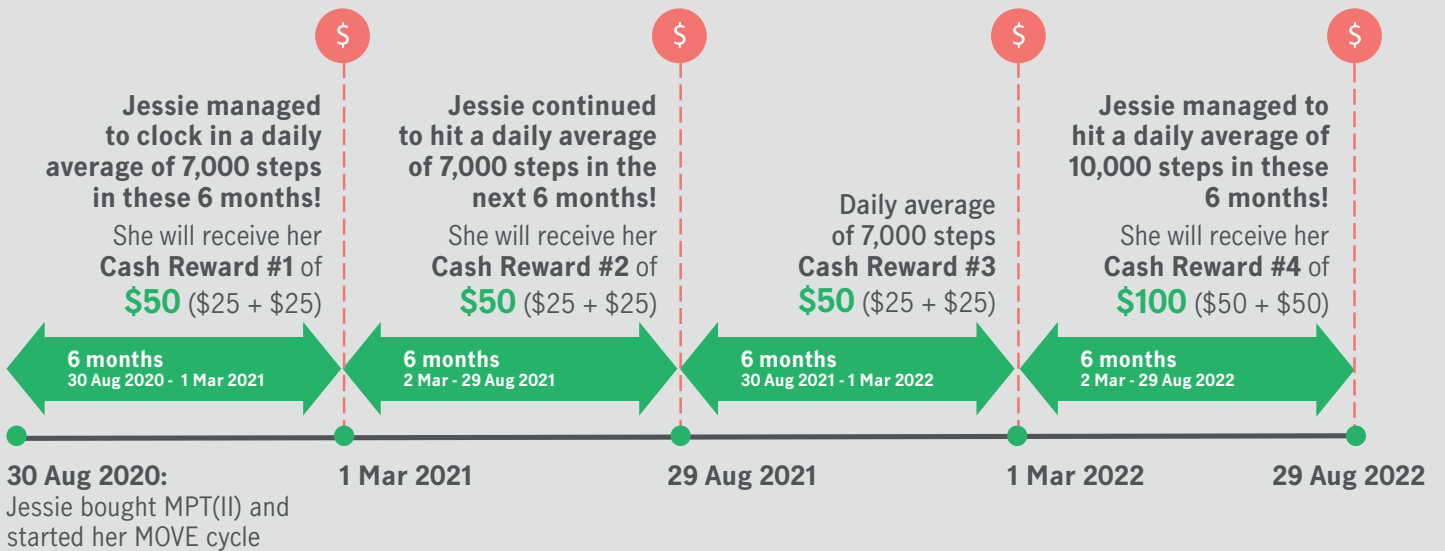 $
$
$
$
Jessie managed
to clock in a daily
average of 7,000 steps
in these 6 months!
She will receive her
Cash Reward #1 of
$50 ($25 + $25)
Jessie continued
to hit a daily average
of 7,000 steps in the
next 6 months!
She will receive her
Cash Reward #2 of
$50 ($25 + $25)
Daily average
of 7,000 steps
Cash Reward #3
$50 ($25 + $25)
Jessie managed to
hit a daily average of
10,000 steps in these
6 months!
She will receive her
Cash Reward #4 of
$100 ($50 + $50)
6 months
30 Aug 2020 - 1 Mar 2021
6 months
2 Mar - 29 Aug 2021
6 months
30 Aug 2021 - 1 Mar 2022
6 months
2 Mar - 29 Aug 2022
30 Aug 2020:
Jessie bought MPT(II) and
started her MOVE cycle
1 Mar 2021
29 Aug 2021
1 Mar 2022
29 Aug 2022